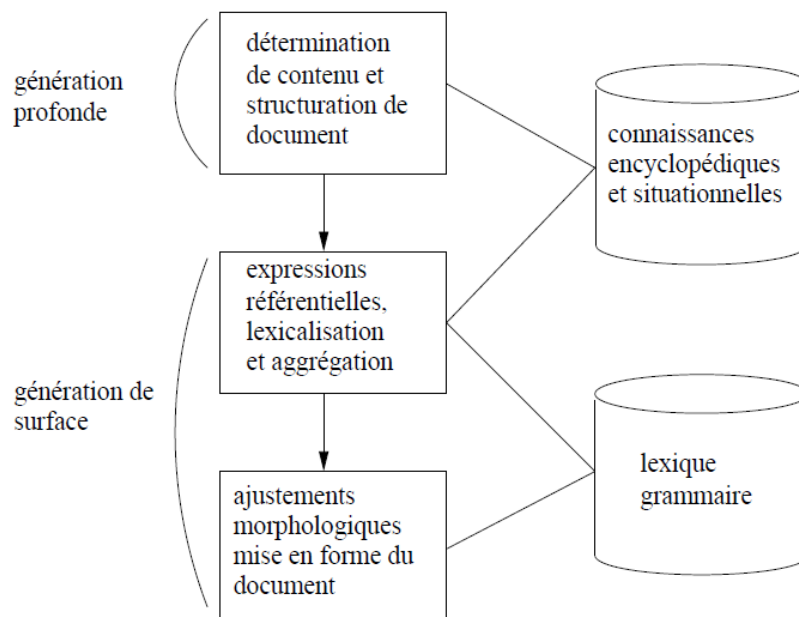 détermination
de contenu et
structuration de
document
génération
profonde
connaissances
encyclopédiques
et situationnelles
expressions
référentielles,
lexicalisation
et aggrégation
génération de
surface
lexique
grammaire
ajustements
morphologiques
mise en forme du
document